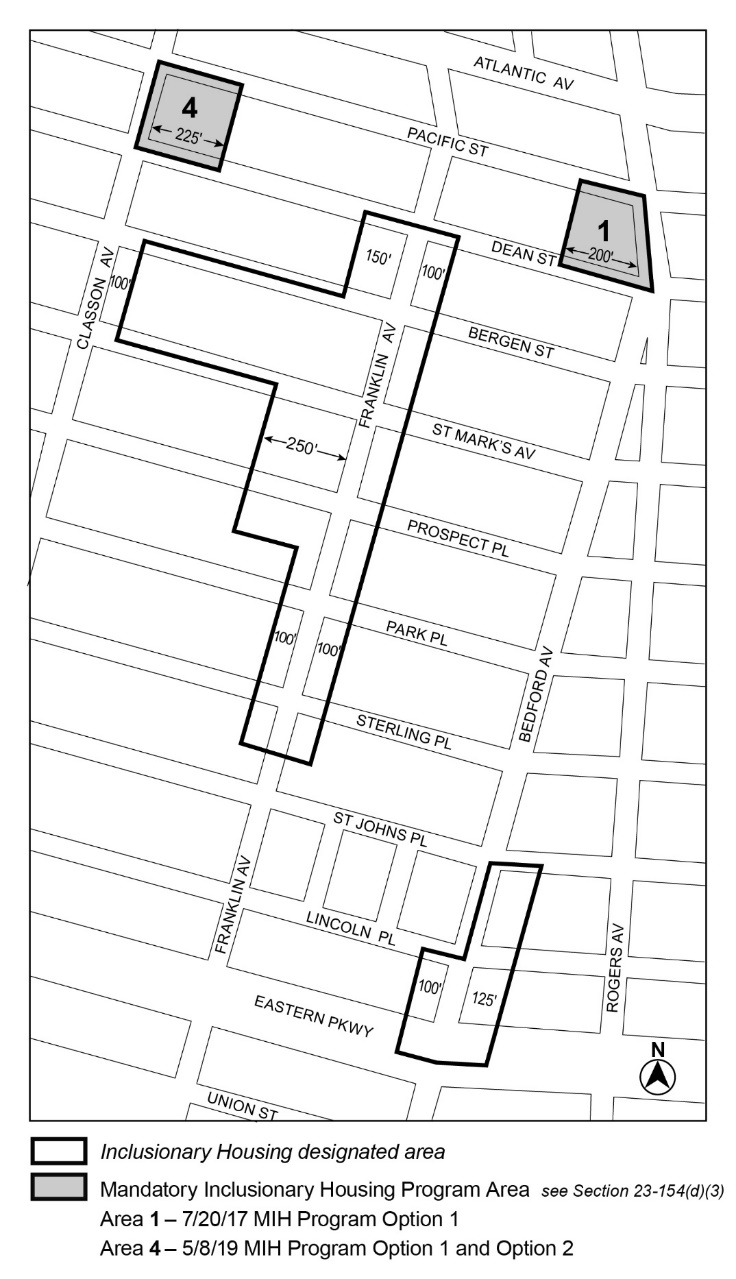 ATLANTIC AV
4
225'
PACIFIC ST
1
200'
DEAN ST
150'
100'
CLASSON AV
100'
BERGEN ST
FRANKLIN AV
ST MARK'S AV
250'
PROSPECT PL
PARK PL
100'
100'
BEDFORD AV
STERLING PL
ST JOHNS PL
FRANKLIN AV
LINCOLN PL
ROGERS AV
100'
125'
EASTERN PKWY
N
UNION ST
Inclusionary Housing designated area
Mandatory Inclusionary Housing Program Area see Section 23-154(d)(3)
Area 1 – 7/20/17 MIH Program Option 1
Area 4 – 5/8/19 MIH Program Option 1 and Option 2